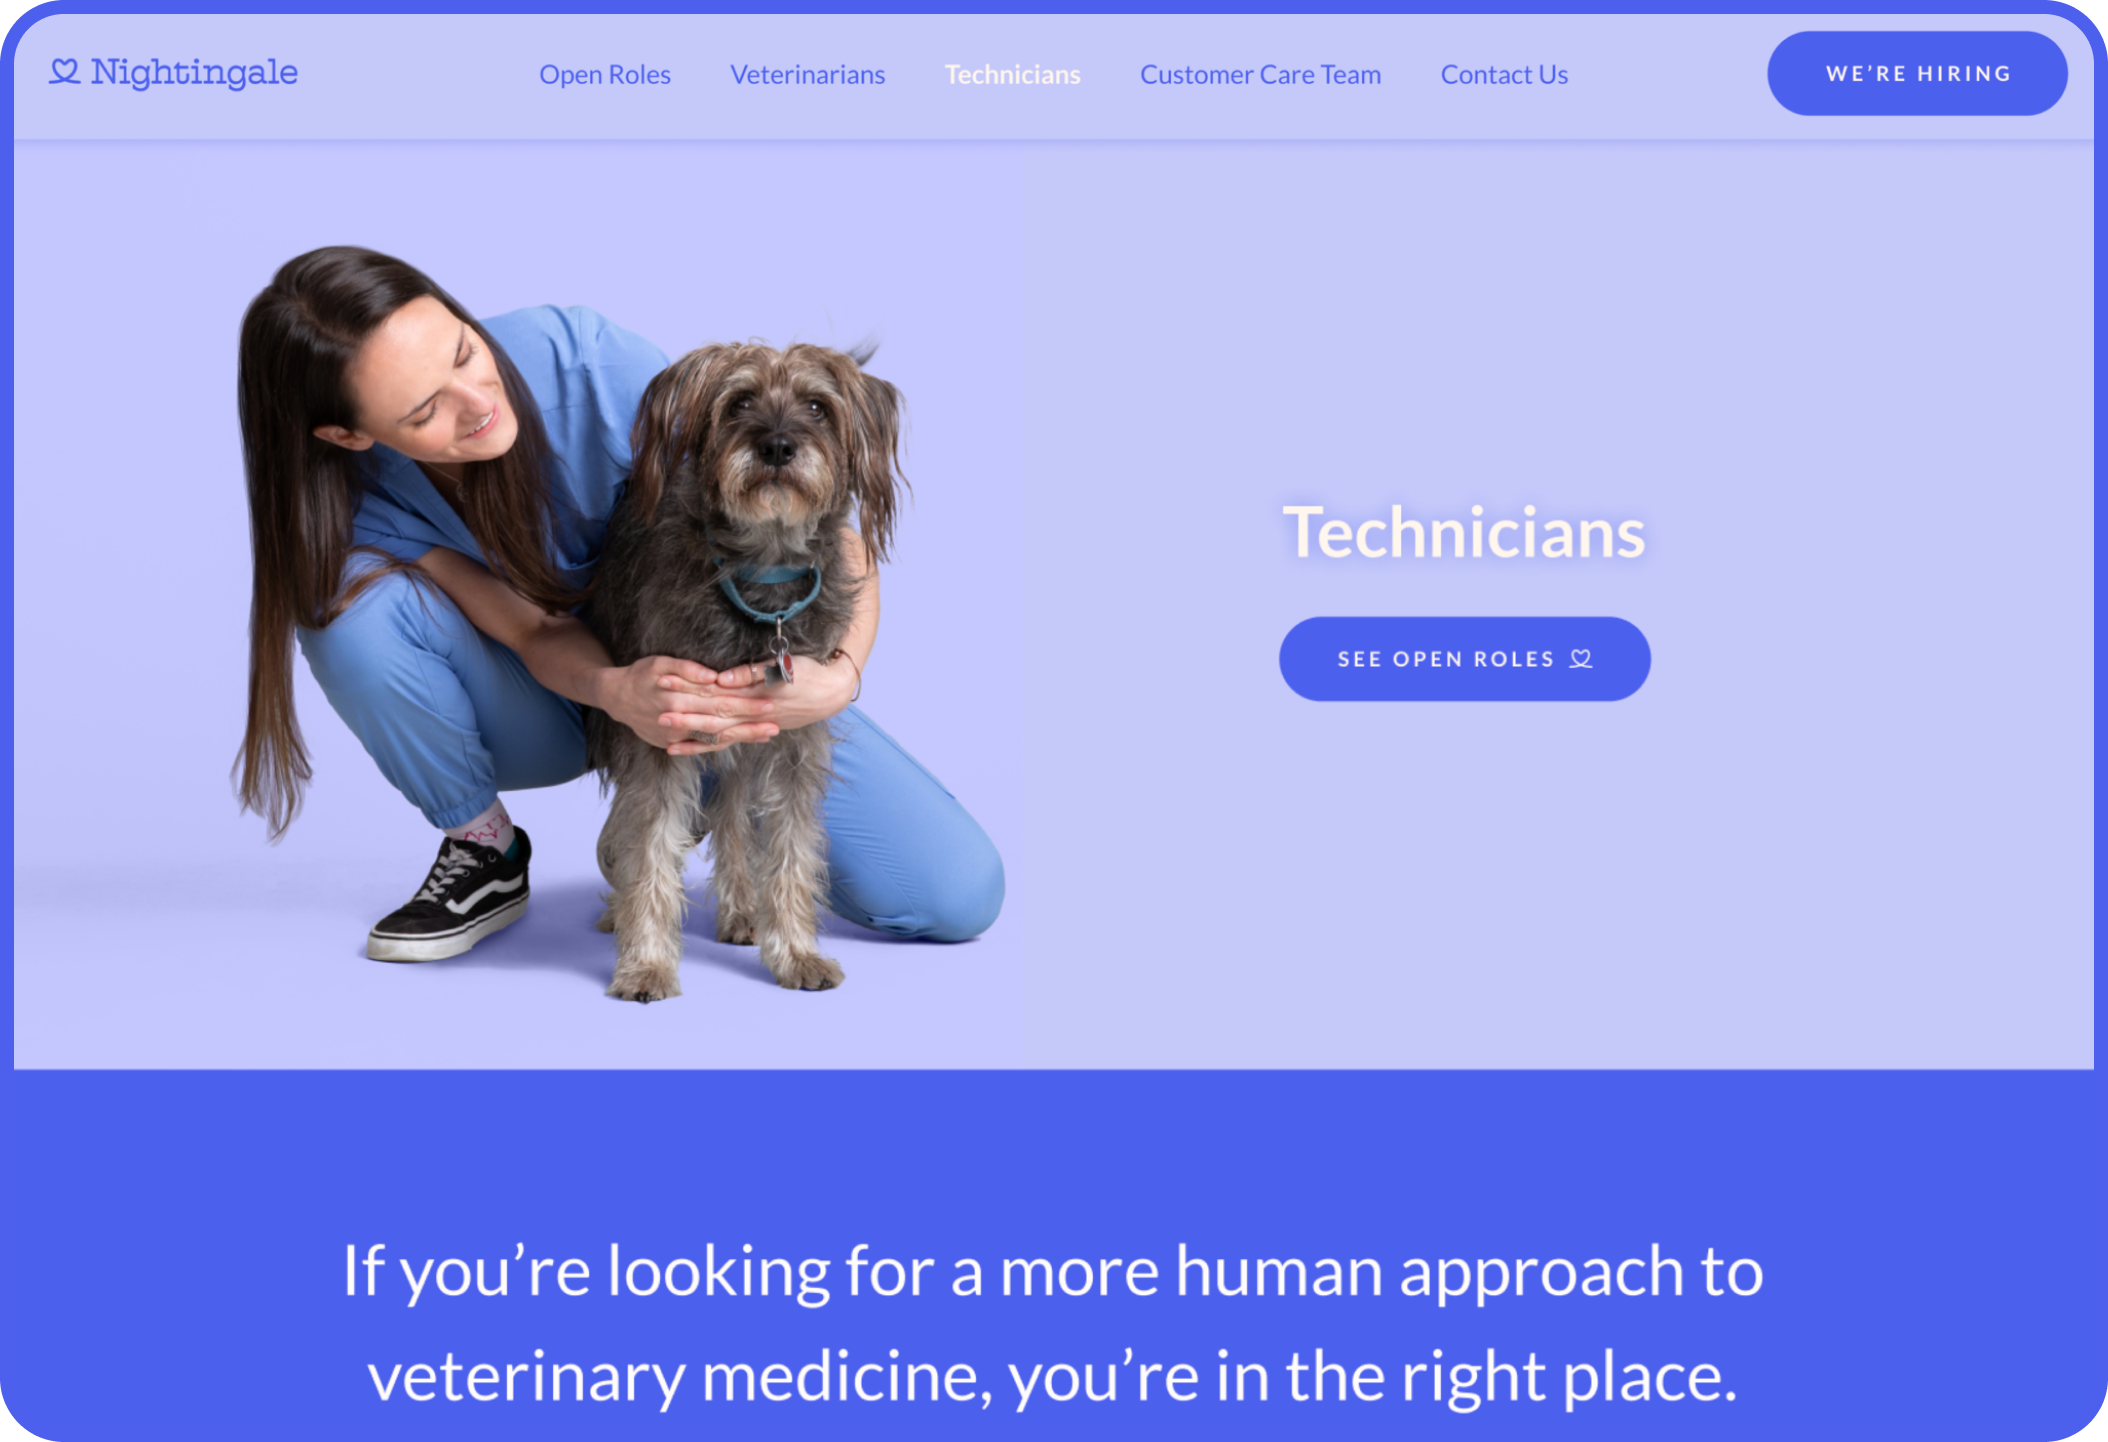 Nightingale
Open Roles
Veterinarians
Technicians
Customer Care Team
Contact Us
WE’RE HIRING
Technicians
SEE OPEN ROLES
If you’re looking for a more human approach to
veterinary medicine, you’re in the right place.